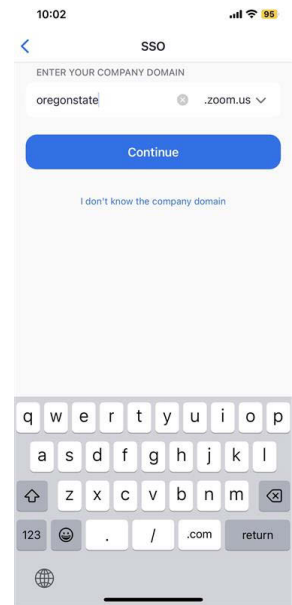 10:02 95
SSO
ENTER YOUR COMPANY DOMAIN
oregonstate .zoom.us
Continue
I don't know the company domain
q w e r t y u i o p
a s d f g h j k l
z x c v b n m
123 . / .com return